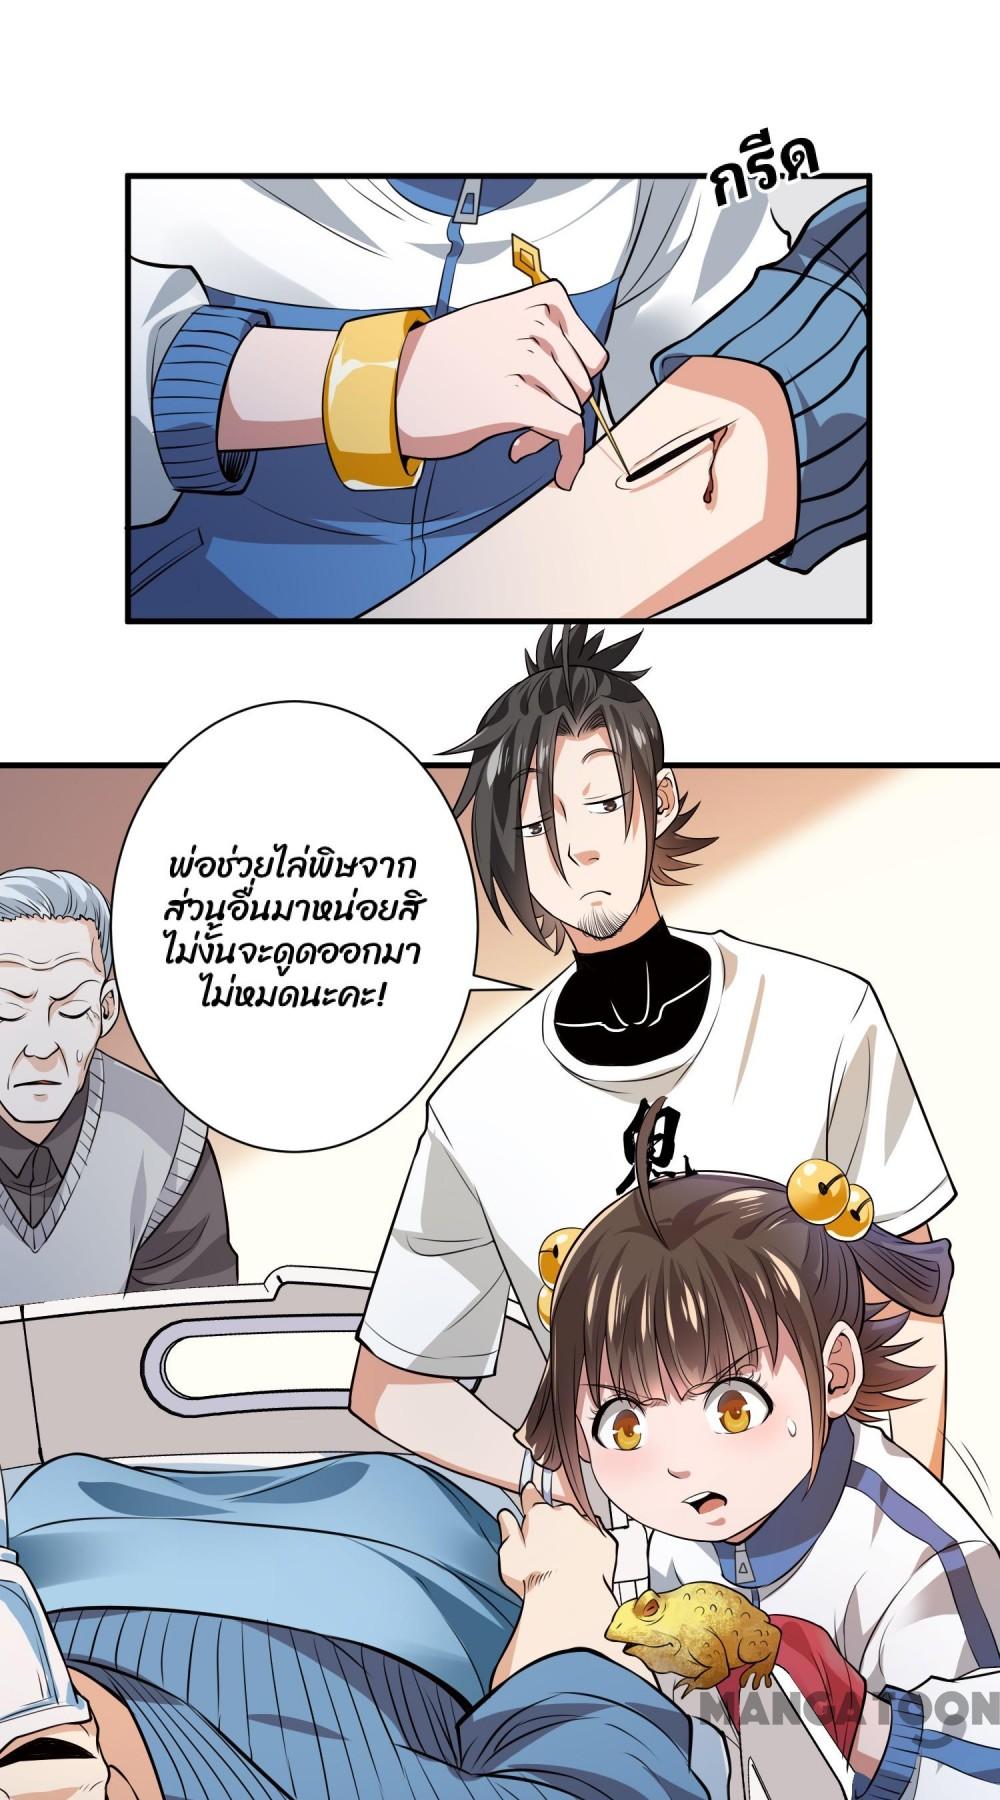 กรีด
พ่อช่วยไล่พิษจาก
ส่วนอื่นมาหน่อยสิ
ไม่งั้นจะดูดออกมา
ไม่หมดนะคะ!
鬼
MANGATOON